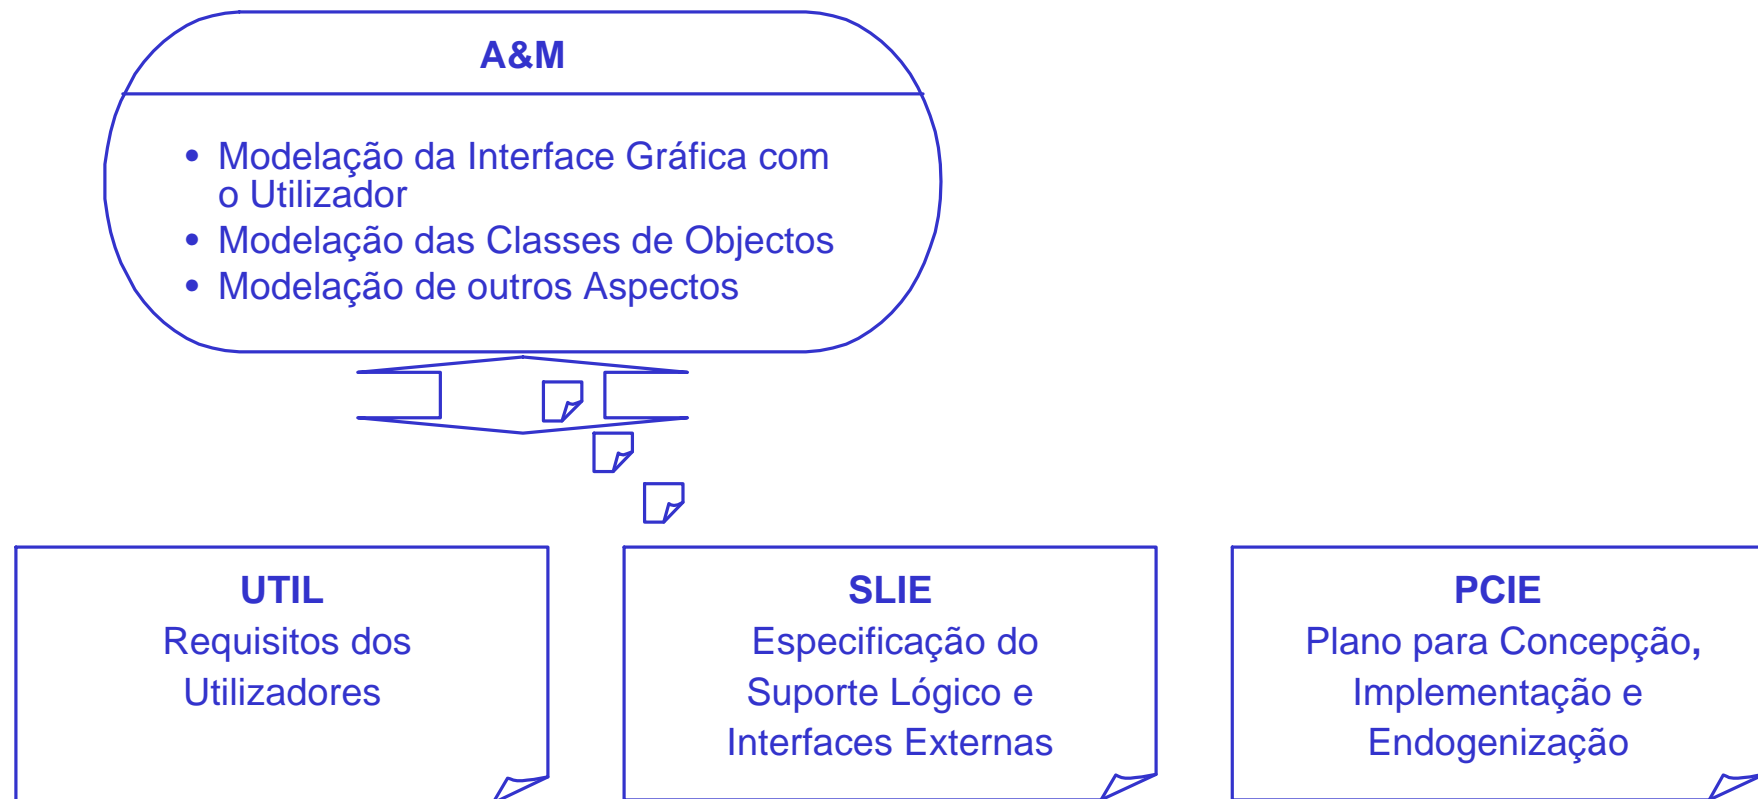 A&M
• Modelação da Interface Gráfica com
o Utilizador
• Modelação das Classes de Objectos
• Modelação de outros Aspectos
UTIL
Requisitos dos
Utilizadores
SLIE
Especificação do
Suporte Lógico e
Interfaces Externas
PCIE
Plano para Concepção,
Implementação e
Endogenização